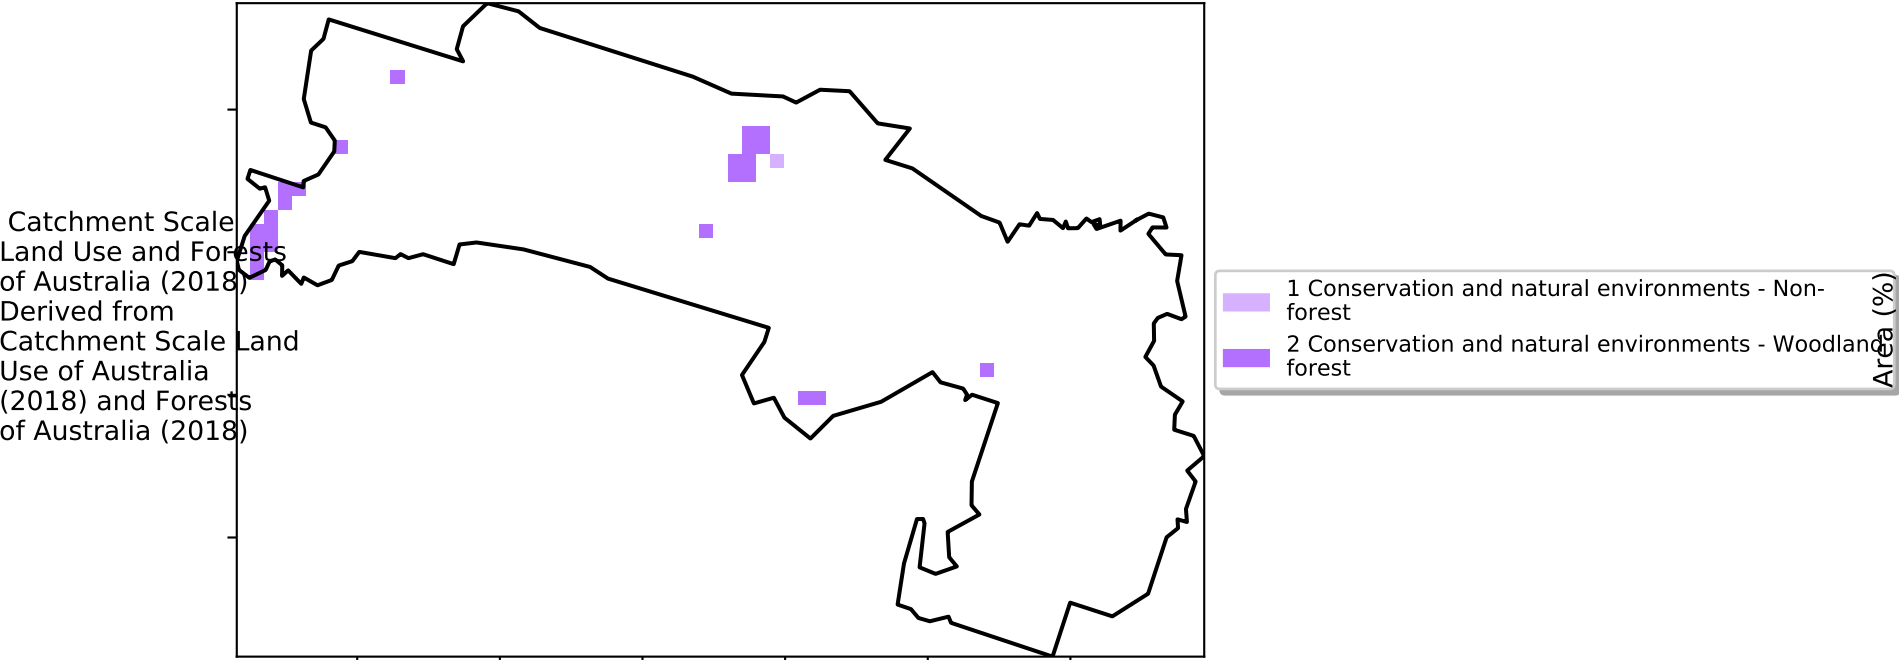 Catchment Scale
Land Use and Forests
of Australia (2018)
Derived from
Catchment Scale Land
Use of Australia
(2018) and Forests
of Australia (2018)
1 Conservation and natural environments - Non-
forest
2 Conservation and natural environments - Woodland
forest
Area (%)